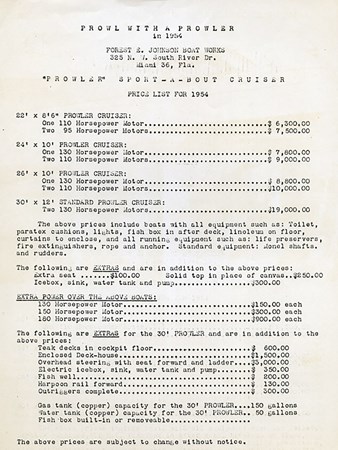 PROWL WITH A PROWLER
in 1954
FOREST E. JOHNSON BOAT WORKS
325 N. W. South River Dr.
Miami 36, Fla.
"PROWLER" SPORT-A-BOUT CRUISER
PRICE LIST FOR 1954
22' x 8'6" PROWLER CRUISER:
One 110 Horsepower Motor..............................$ 6,300.00
Two 95 Horsepower Motors..............................$ 7,500.00
24' x 10' PROWLER CRUISER:
One 130 Horsepower Motor..............................$ 7,800.00
Two 110 Horsepower Motors.............................$ 9,000.00
26' x 10' PROWLER CRUISER:
One 130 Horsepower Motor..............................$ 8,800.00
Two 110 Horsepower Motors.............................$10,000.00
30' x 12' STANDARD PROWLER CRUISER:
Two 130 Horsepower Motor..............................$19,000.00
The above prices include boats with all equipment such as: Toilet,
paratex cushions, lights, fish box in after deck, linoleum on floor,
curtains to enclose, and all running equipment such as: life preservers,
fire extinguishers, rope and anchor. Standard equipment: Monel shafts
and rudders.
The following are EXTRAS and are in addition to the above prices:
Extra seat ......$100.00 Solid top in place of canvas..$250.00
Icebox, sink, water tank and pump.................$300.00
EXTRA POWER OVER THE ABOVE BOATS:
130 Horsepower Motor..............................$150.00 each
150 Horsepower Motor..............................$300.00 each
160 Horsepower Motor..............................$900.00 each
The following are EXTRAS for the 30' PROWLER and are in addition to the
above prices:
Teak decks in cockpit floor.......................$ 600.00
Enclosed Deck-house...............................$1,500.00
Overhead steering with seat forward and ladder....$3,000.00
Electric icebox, sink, water tank and pump........$ 350.00
Fish well.........................................$ 200.00
Harpoon rail forward..............................$ 130.00
Outriggers complete...............................$ 300.00
Gas tank (copper) capacity for the 30' PROWLER...150 gallons
Water tank (copper) capacity for the 30' PROWLER.. 50 gallons
Fish box built-in or removable...................
The above prices are subject to change without notice.